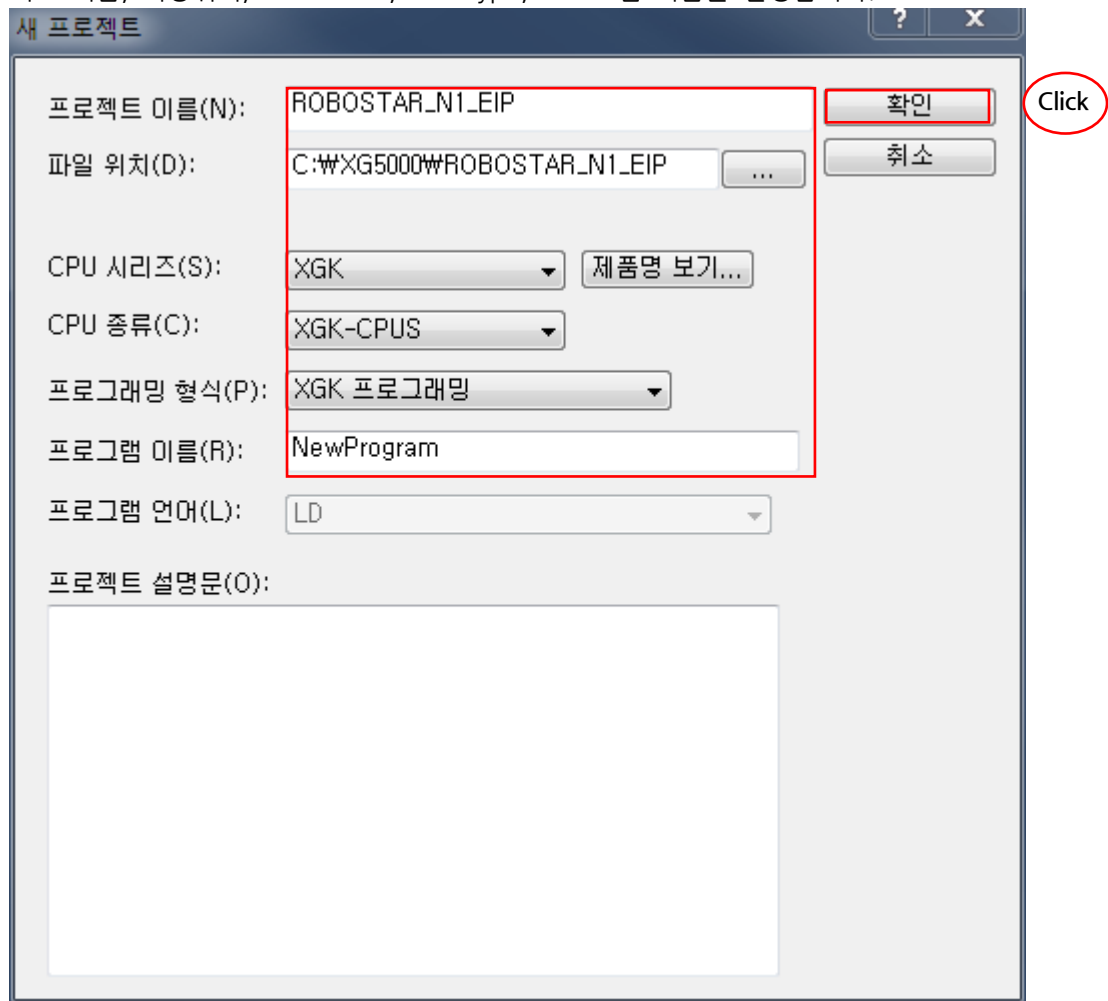 새 프로젝트
프로젝트 이름(N): ROBOSTAR_N1_EIP 확인 Click
파일 위치(D): C:₩XG5000₩ROBOSTAR_N1_EIP ... 취소
CPU 시리즈(S): XGK 제품명 보기...
CPU 종류(C): XGK-CPUS
프로그래밍 형식(P): XGK 프로그래밍
프로그램 이름(R): NewProgram
프로그램 언어(L): LD
프로젝트 설명문(O):